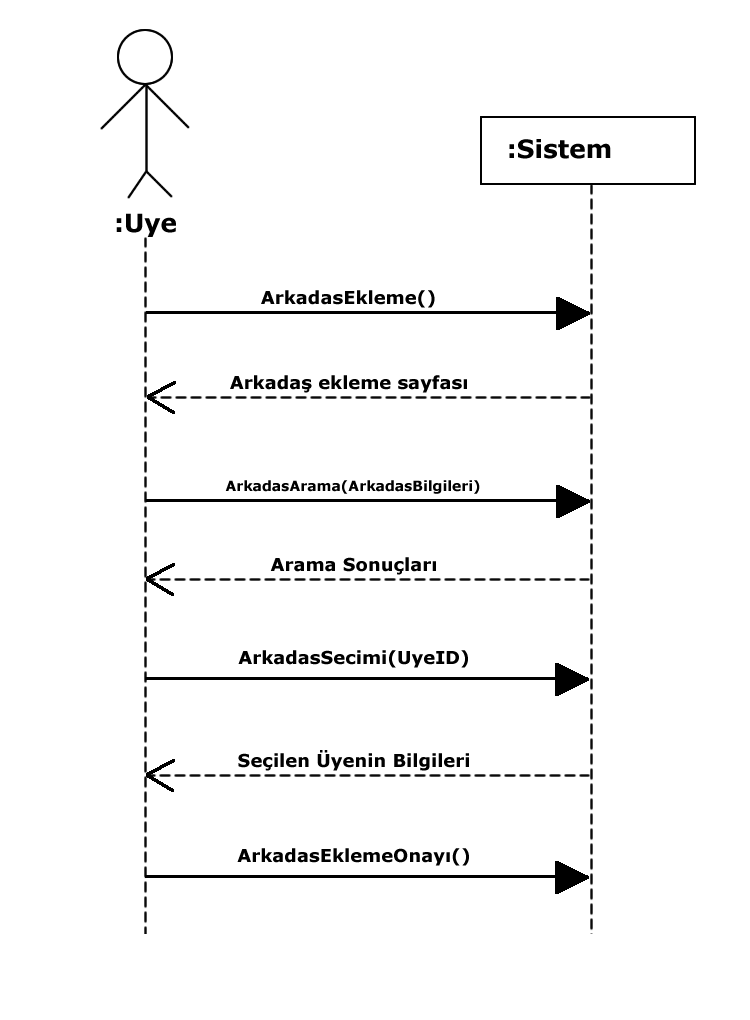 :Sistem
:Uye
ArkadasEkleme()
Arkadaş ekleme sayfası
ArkadasArama(ArkadasBilgileri)
Arama Sonuçları
ArkadasSecimi(UyeID)
Seçilen Üyenin Bilgileri
ArkadasEklemeOnayı()